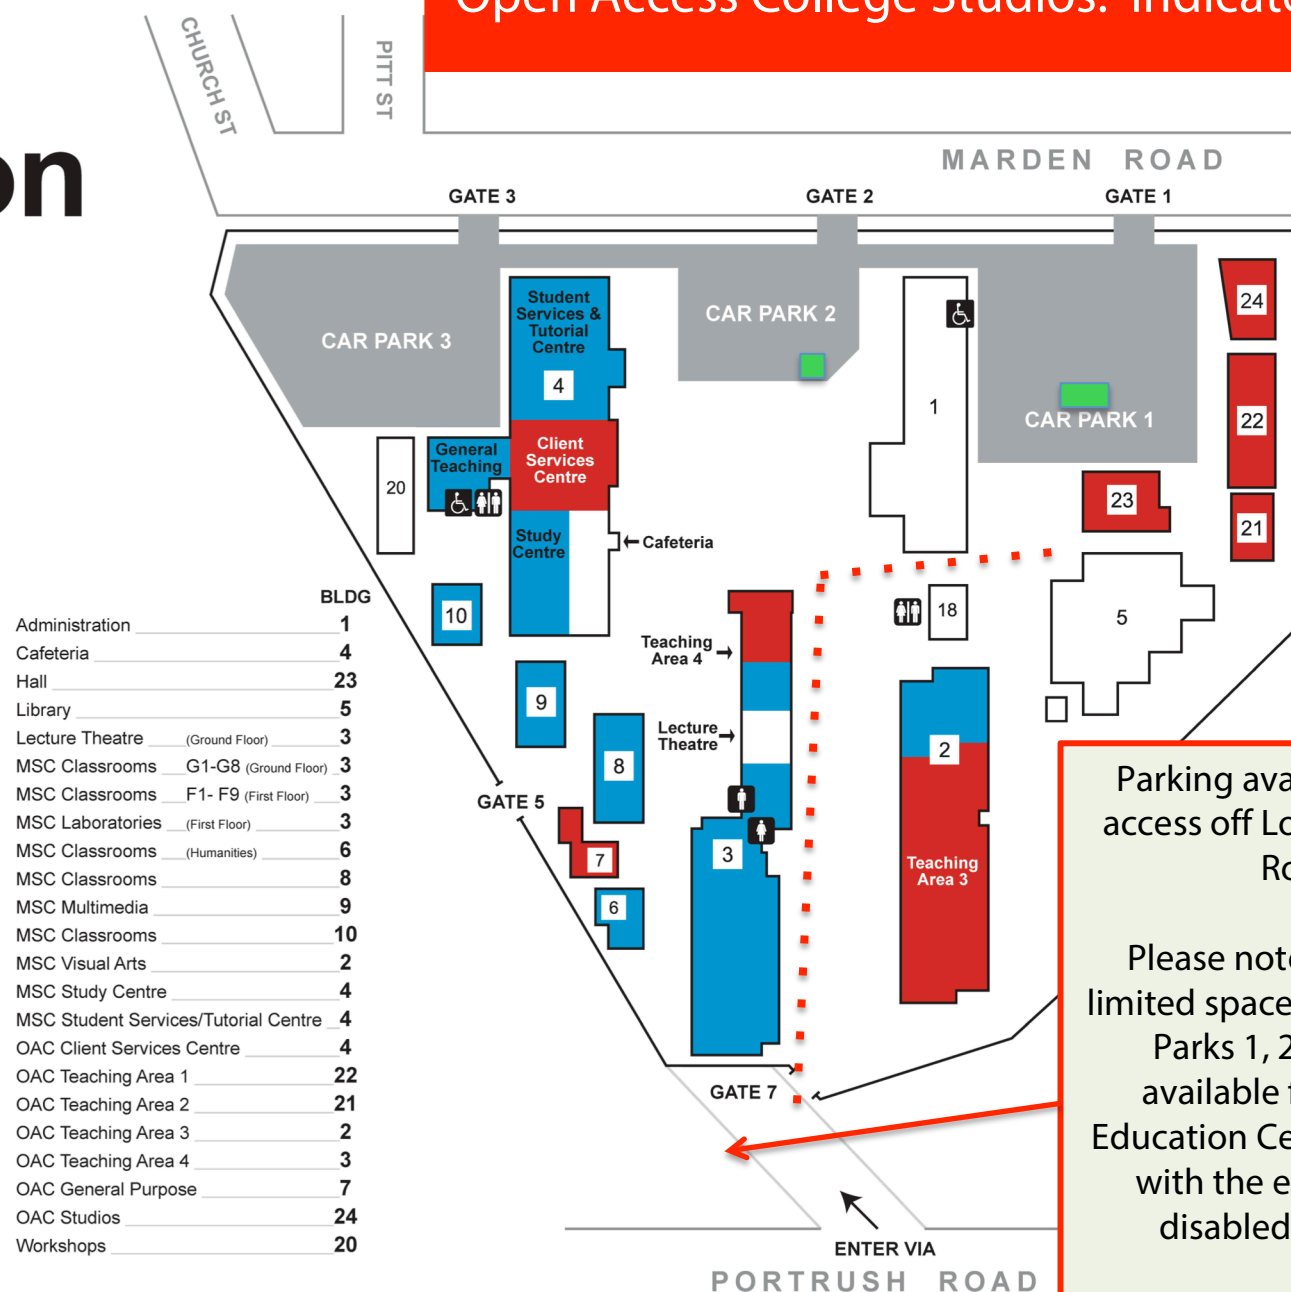 Open Access College Studios.
on
CHURCH ST
PITT ST
MARDEN ROAD
GATE 3
GATE 2
GATE 1
CAR PARK 3
CAR PARK 2
CAR PARK 1
Student
Services &
Tutorial
Centre
4
Client
Services
Centre
General
Teaching
Study
Centre
Cafeteria
20
10
9
8
7
6
1
24
22
23
21
18
5
Teaching
Area 4
Lecture
Theatre
3
2
Teaching
Area 3
GATE 5
GATE 7
ENTER VIA
PORTRUSH ROAD
BLDG
Administration 1
Cafeteria 4
Hall 23
Library 5
Lecture Theatre (Ground Floor) 3
MSC Classrooms G1-G8 (Ground Floor) 3
MSC Classrooms F1- F9 (First Floor) 3
MSC Laboratories (First Floor) 3
MSC Classrooms (Humanities) 6
MSC Classrooms 8
MSC Multimedia 9
MSC Classrooms 10
MSC Visual Arts 2
MSC Study Centre 4
MSC Student Services/Tutorial Centre 4
OAC Client Services Centre 4
OAC Teaching Area 1 22
OAC Teaching Area 2 21
OAC Teaching Area 3 2
OAC Teaching Area 4 3
OAC General Purpose 7
OAC Studios 24
Workshops 20
Parking ava
access off Lo
Ro
Please note
limited space
Parks 1, 2
available f
Education Ce
with the e
disabled